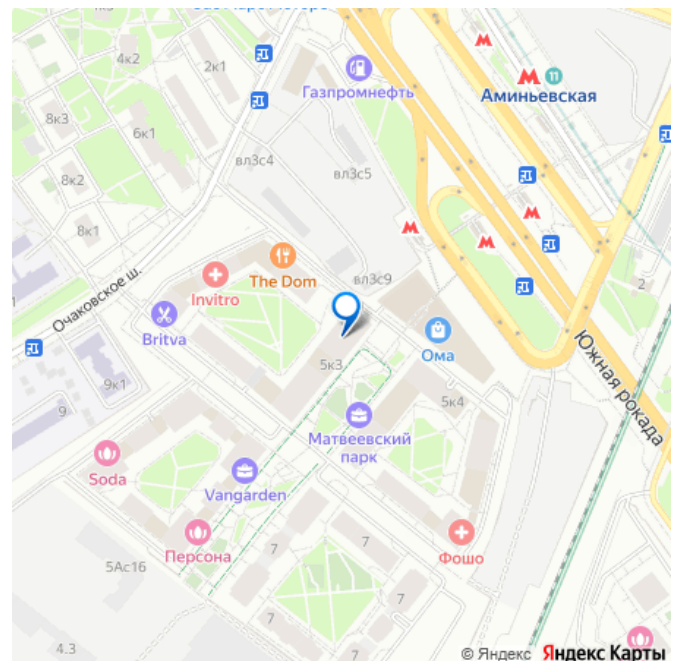 4к2
2к1
Газпромнефть
Аминьевская
11
8к3
6к1
вл3с4
вл3с5
8к2
8к1
Очаковское ш.
The Dom
вл3с9
2
Invitro
Britva
Ома
5к3
9к1
9
5к4
Южная рокада
Матвеевский
парк
Soda
Vangarden
Персона
Фошо
7
7
5Ас16
7
7
4.3
© Яндекс Яндекс Карты